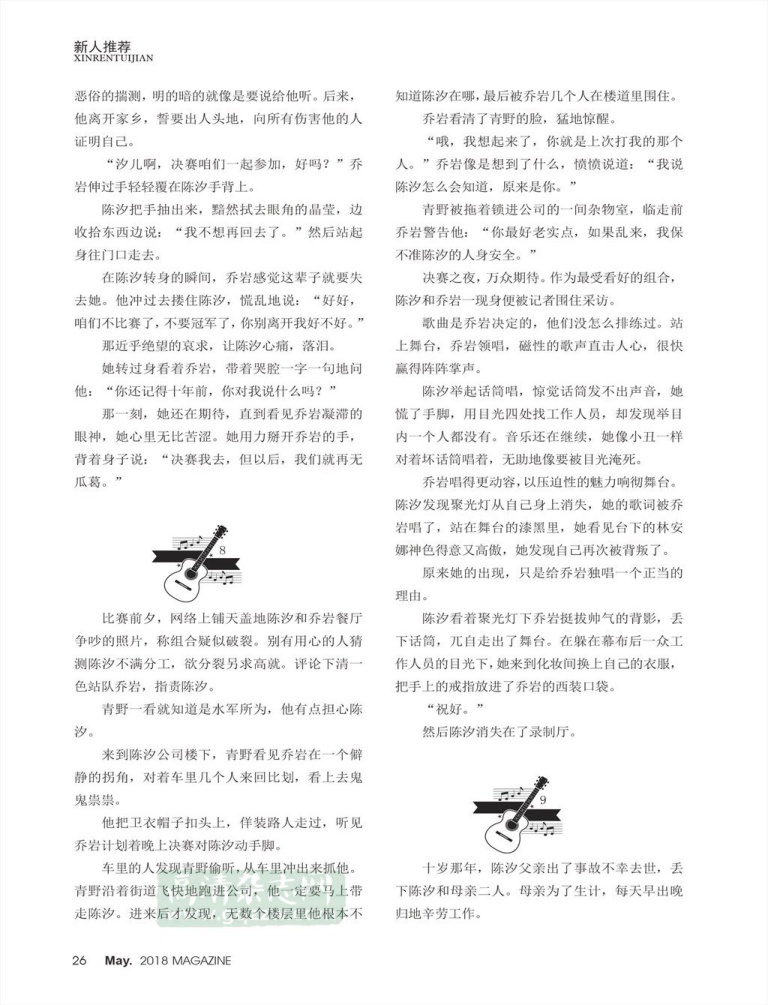 新人推荐
XINRENTUIJIAN
恶俗的揣测，明的暗的就像是要说给他听。后来，
他离开家乡，誓要出人头地，向所有伤害他的人
证明自己。
“汐儿啊，决赛咱们一起参加，好吗？”乔
岩伸过手轻轻覆在陈汐手背上。
陈汐把手抽出来，黯然拭去眼角的晶莹，边
收拾东西边说：“我不想再回去了。”然后站起
身往门口走去。
在陈汐转身的瞬间，乔岩感觉这辈子就要失
去她。他冲过去搂住陈汐，慌乱地说：“好好，
咱们不比赛了，不要冠军了，你别离开我好不好。”
那近乎绝望的哀求，让陈汐心痛，落泪。
她转过身看着乔岩，带着哭腔一字一句地问
他：“你还记得十年前，你对我说什么吗？”
那一刻，她还在期待，直到看见乔岩凝滞的
眼神，她心里无比苦涩。她用力掰开乔岩的手，
背着身子说：“决赛我去，但以后，我们就再无
瓜葛。”
8
比赛前夕，网络上铺天盖地陈汐和乔岩餐厅
争吵的照片，称组合疑似破裂。别有用心的人猜
测陈汐不满分工，欲分裂另求高就。评论下清一
色站队乔岩，指责陈汐。
青野一看就知道是水军所为，他有点担心陈
汐。
来到陈汐公司楼下，青野看见乔岩在一个僻
静的拐角，对着车里几个人来回比划，看上去鬼
鬼祟祟。
他把卫衣帽子扣头上，佯装路人走过，听见
乔岩计划着晚上决赛对陈汐动手脚。
车里的人发现青野偷听，从车里冲出来抓他。
青野沿着街道飞快地跑进公司，他一定要马上带
走陈汐。进来后才发现，无数个楼层里他根本不
知道陈汐在哪，最后被乔岩几个人在楼道里围住。
乔岩看清了青野的脸，猛地惊醒。
“哦，我想起来了，你就是上次打我的那个
人。”乔岩像是想到了什么，愤愤说道：“我说
陈汐怎么会知道，原来是你。”
青野被拖着锁进公司的一间杂物室，临走前
乔岩警告他：“你最好老实点，如果乱来，我保
不准陈汐的人身安全。”
决赛之夜，万众期待。作为最受看好的组合，
陈汐和乔岩一现身便被记者围住采访。
歌曲是乔岩决定的，他们没怎么排练过。站
上舞台，乔岩领唱，磁性的歌声直击人心，很快
赢得阵阵掌声。
陈汐举起话筒唱，惊觉话筒发不出声音，她
慌了手脚，用目光四处找工作人员，却发现举目
内一个人都没有。音乐还在继续，她像小丑一样
对着坏话筒唱着，无助地像要被目光淹死。
乔岩唱得更动容，以压迫性的魅力响彻舞台。
陈汐发现聚光灯从自己身上消失，她的歌词被乔
岩唱了，站在舞台的漆黑里，她看见台下的林安
娜神色得意又高傲，她发现自己再次被背叛了。
原来她的出现，只是给乔岩独唱一个正当的
理由。
陈汐看着聚光灯下乔岩挺拔帅气的背影，丢
下话筒，兀自走出了舞台。在躲在幕布后一众工
作人员的目光下，她来到化妆间换上自己的衣服，
把手上的戒指放进了乔岩的西装口袋。
“祝好。”
然后陈汐消失在了录制厅。
9
十岁那年，陈汐父亲出了事故不幸去世，丢
下陈汐和母亲二人。母亲为了生计，每天早出晚
归地辛劳工作。
26 May. 2018 MAGAZINE